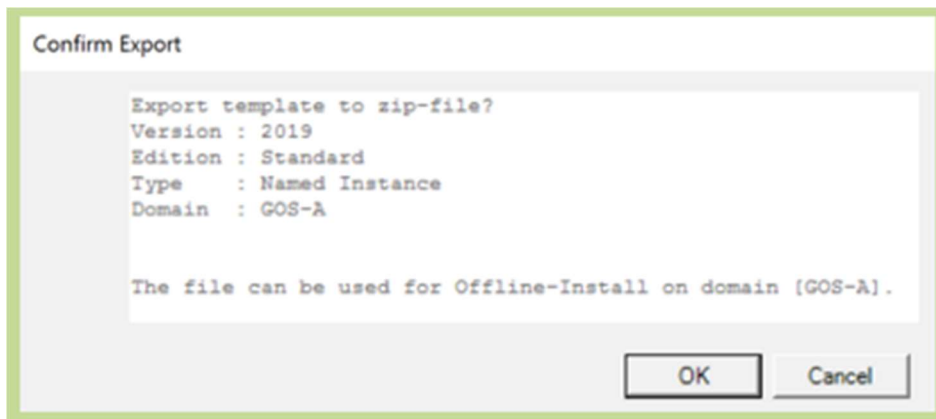 Confirm Export
Export template to zip-file?
Version : 2019
Edition : Standard
Type    : Named Instance
Domain  : GOS-A
The file can be used for Offline-Install on domain [GOS-A].
OK
Cancel